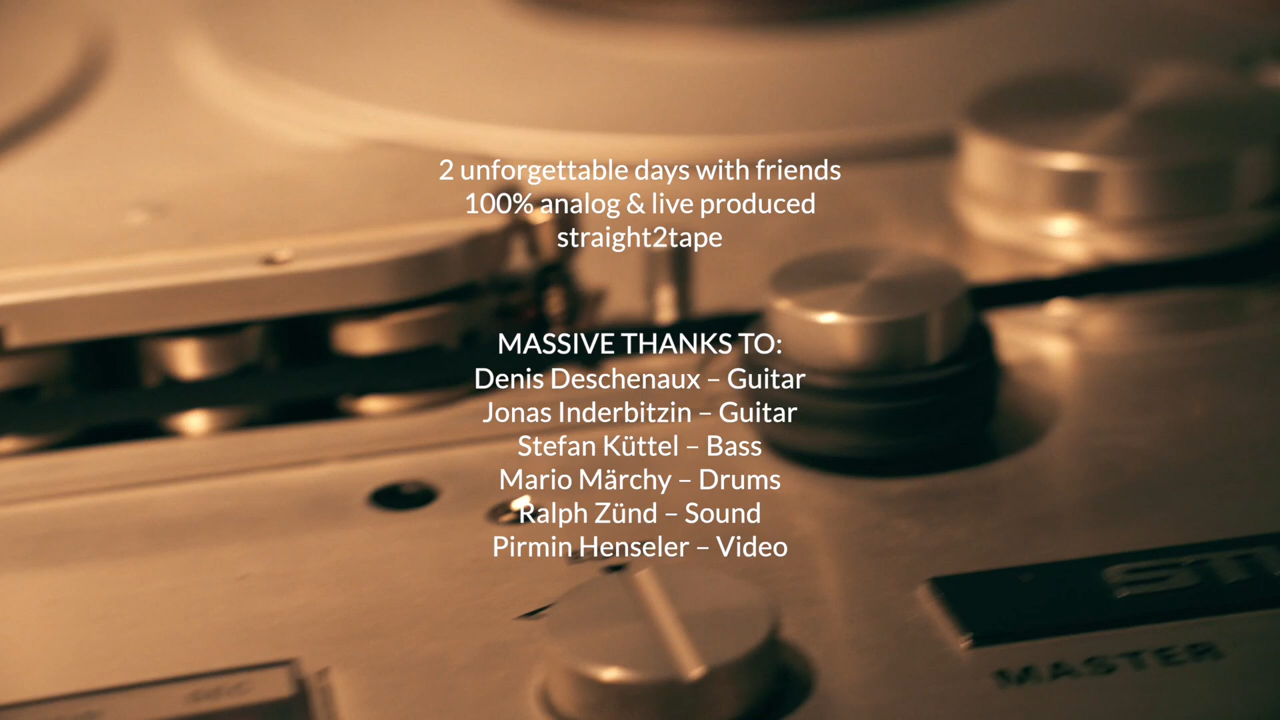 2 unforgettable days with friends
100% analog & live produced
straight2tape
MASSIVE THANKS TO:
Denis Deschenaux – Guitar
Jonas Inderbitzin – Guitar
Stefan Küttel – Bass
Mario Märchy – Drums
Ralph Zünd – Sound
Pirmin Henseler – Video
MASTER